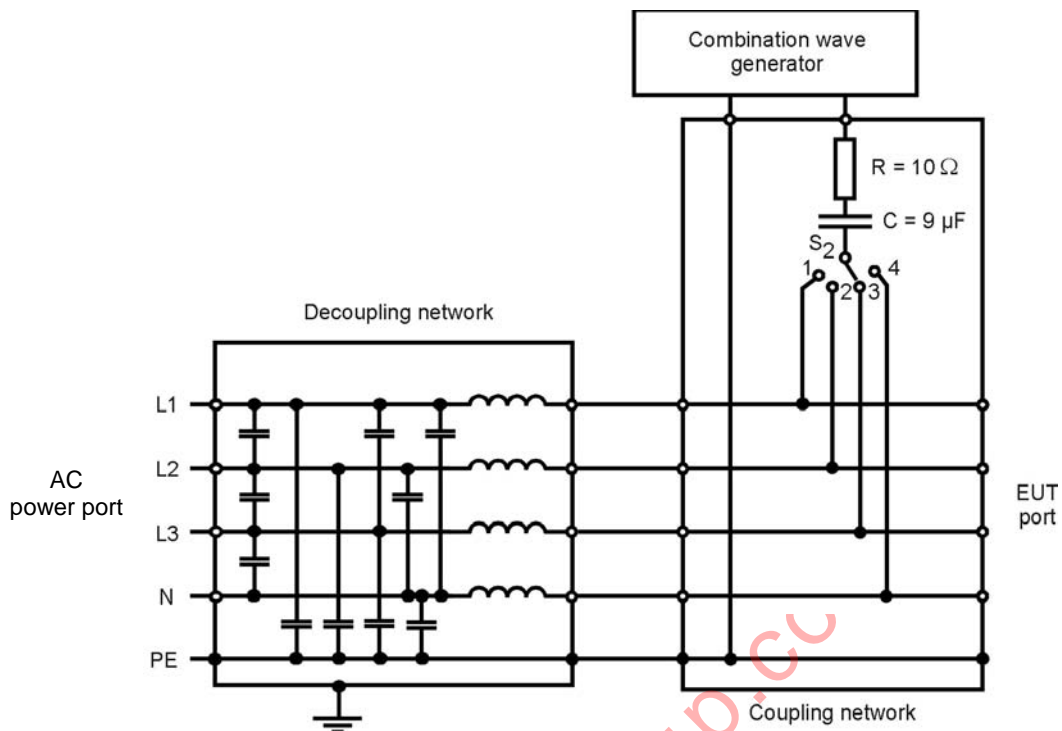 Combination wave
generator
R = 10 Ω
C = 9 µF
S2
1
2
3
4
Decoupling network
L1
L2
L3
N
PE
AC
power port
EUT
port
Coupling network